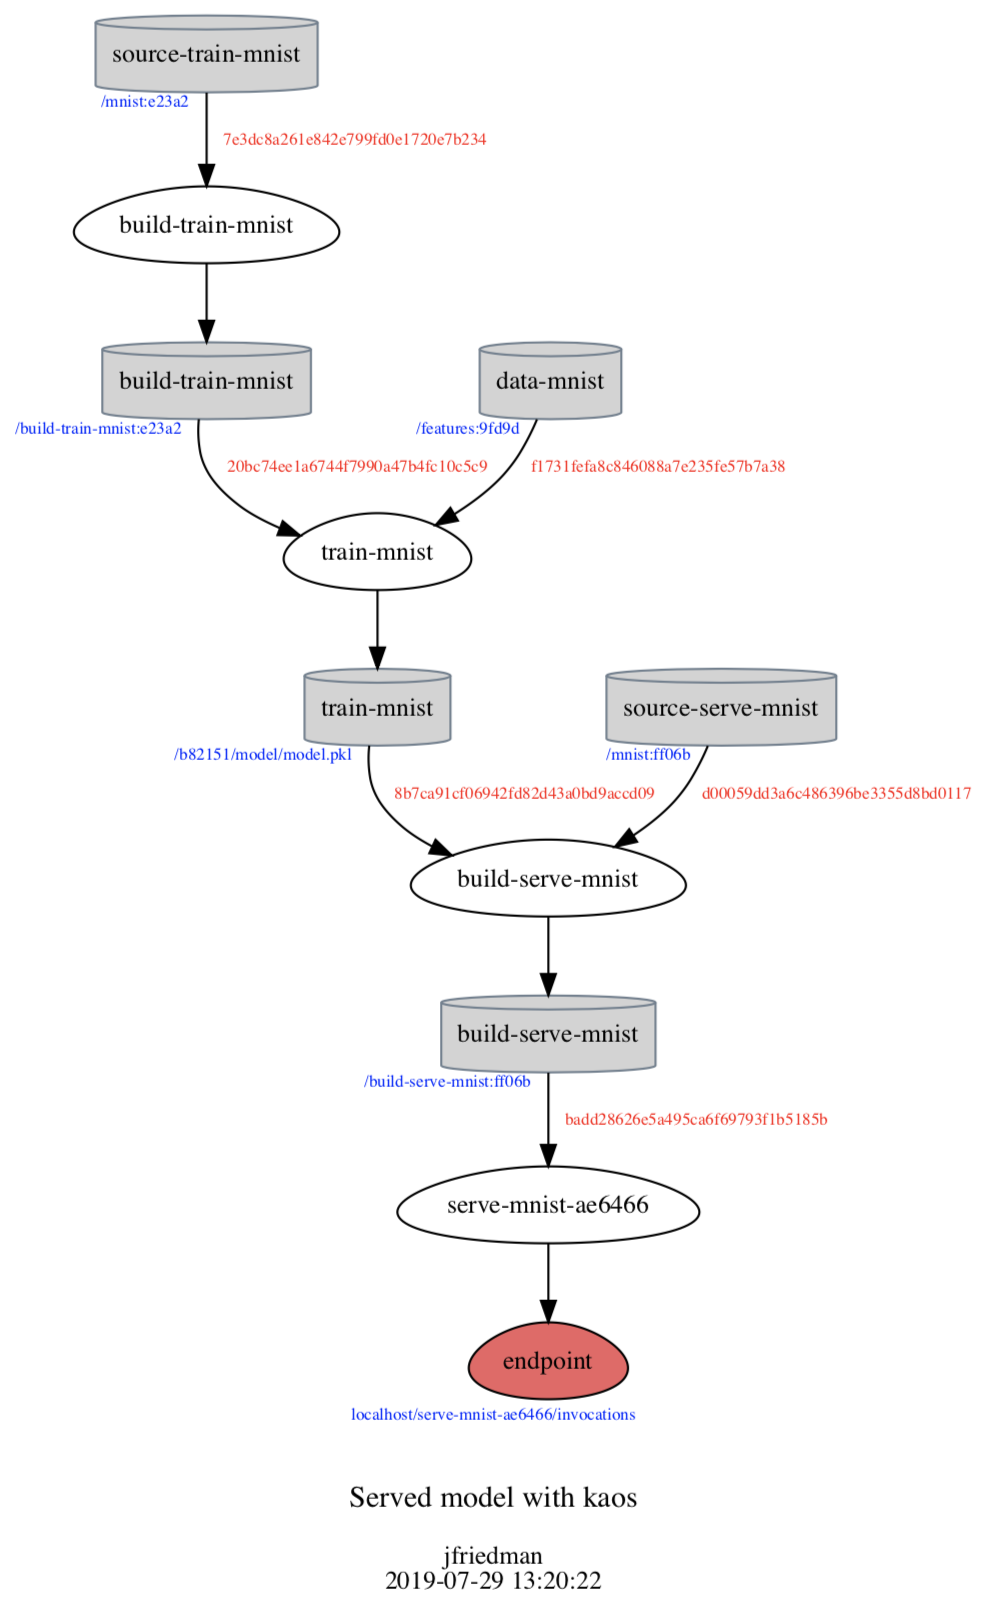 source-train-mnist
/mnist:e23a2
7e3dc8a261e842e799fd0e1720e7b234
build-train-mnist
build-train-mnist
data-mnist
/build-train-mnist:e23a2
/features:9fd9d
20bc74ee1a6744f7990a47b4fc10c5c9
f1731fefa8c846088a7e235fe57b7a38
train-mnist
train-mnist
source-serve-mnist
/b82151/model/model.pkl
/mnist:ff06b
8b7ca91cf06942fd82d43a0bd9accd09
d00059dd3a6c486396be3355d8bd0117
build-serve-mnist
build-serve-mnist
/build-serve-mnist:ff06b
badd28626e5a495ca6f69793f1b5185b
serve-mnist-ae6466
endpoint
localhost/serve-mnist-ae6466/invocations
Served model with kaos
jfriedman
2019-07-29 13:20:22